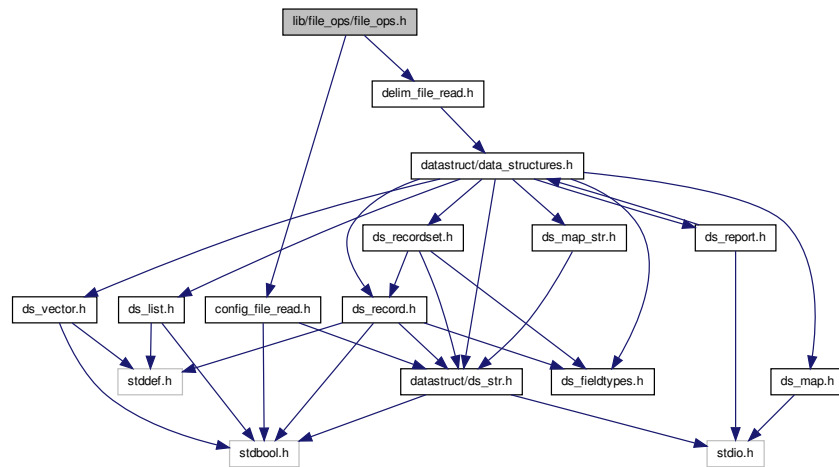 lib/file_ops/file_ops.h
delim_file_read.h
datastruct/data_structures.h
ds_recordset.h
ds_map_str.h
ds_report.h
ds_vector.h
ds_list.h
config_file_read.h
ds_record.h
stddef.h
datastruct/ds_str.h
ds_fieldtypes.h
ds_map.h
stdbool.h
stdio.h